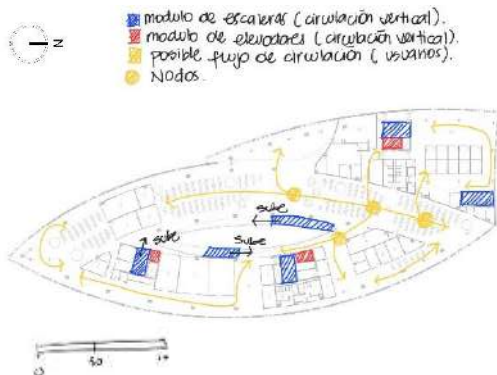 modulo de escaleras (circulación vertical).
modulo de elevadores (circulación vertical).
posible flujo de circulación (usuarios).
Nodos.
N
sube
sube
sube
0
50